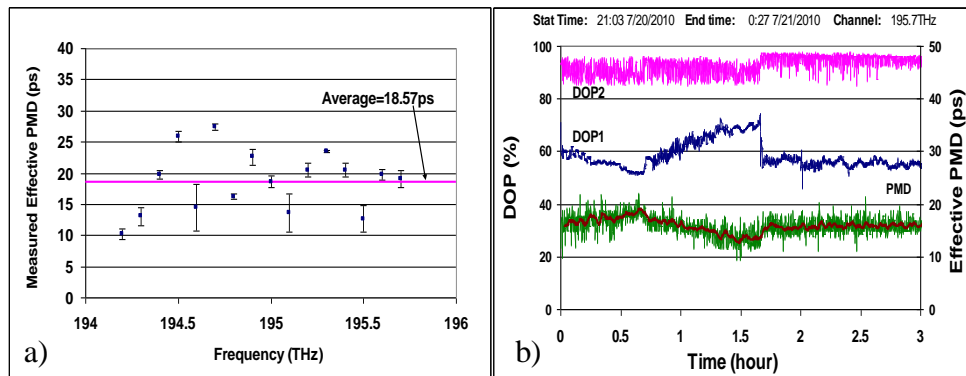 Measured Effective PMD (ps)
40
35
30
25
20
15
10
5
0
Average=18.57ps
194 194.5 195 195.5 196
Frequency (THz)
a)
Stat Time: 21:03 7/20/2010 End time: 0:27 7/21/2010 Channel: 195.7THz
DOP (%)
100
80
60
40
20
0
DOP2
DOP1
PMD
50
40
30
20
10
0
Effective PMD (ps)
0 0.5 1 1.5 2 2.5 3
Time (hour)
b)